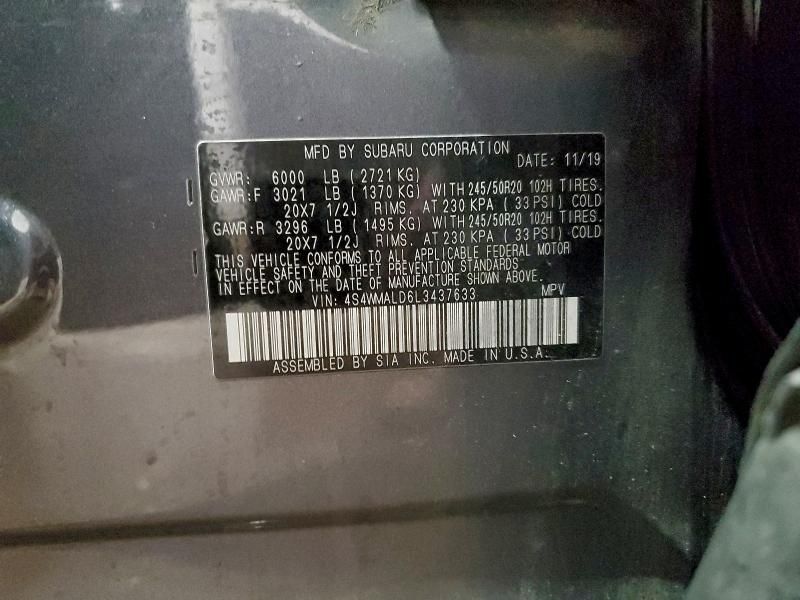 MFD BY SUBARU CORPORATION DATE: 11/19
GVWR: 6000 LB ( 2721 KG)
GAWR:F 3021 LB ( 1370 KG) WITH 245/50R20 102H TIRES.
20X7 1/2J RIMS. AT 230 KPA ( 33 PSI) COLD
GAWR:R 3296 LB ( 1495 KG) WITH 245/50R20 102H TIRES.
20X7 1/2J RIMS. AT 230 KPA ( 33 PSI) COLD
THIS VEHICLE CONFORMS TO ALL APPLICABLE FEDERAL MOTOR
VEHICLE SAFETY AND THEFT PREVENTION STANDARDS
IN EFFECT ON THE DATE OF MANUFACTURE SHOWN ABOVE.
VIN: 4S4WMALD6L3437633 MPV
ASSEMBLED BY SIA INC. MADE IN U.S.A.